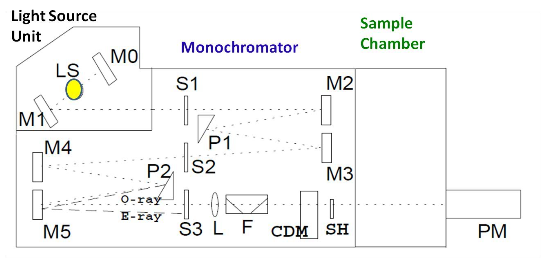 Light Source
Unit
Monochromator
Sample
Chamber
M0
LS
M1
S1
M2
P1
M4
S2
M3
P2
O-ray
E-ray
M5
S3
L
F
CDM
SH
PM